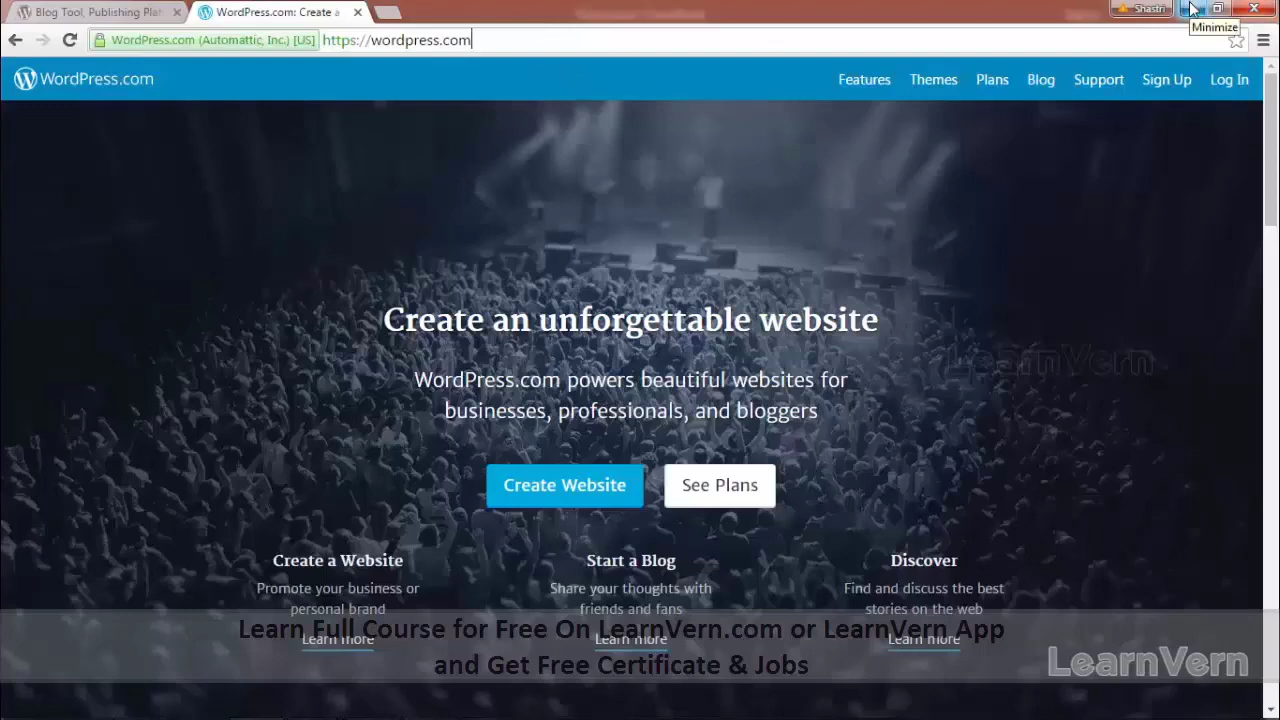 Blog Tool, Publishing Plat
WordPress.com: Create a
Shastri
Minimize
WordPress.com (Automattic, Inc.) [US]
https://wordpress.com
WordPress.com
Features Themes Plans Blog Support Sign Up Log In
Create an unforgettable website
LearnVern
WordPress.com powers beautiful websites for
businesses, professionals, and bloggers
Create Website
See Plans
Create a Website
Promote your business or
personal brand
Learn more
Start a Blog
Share your thoughts with
friends and fans
Learn more
Discover
Find and discuss the best
stories on the web
Learn more
Learn Full Course for Free On LearnVern.com or LearnVern App
and Get Free Certificate & Jobs
LearnVern